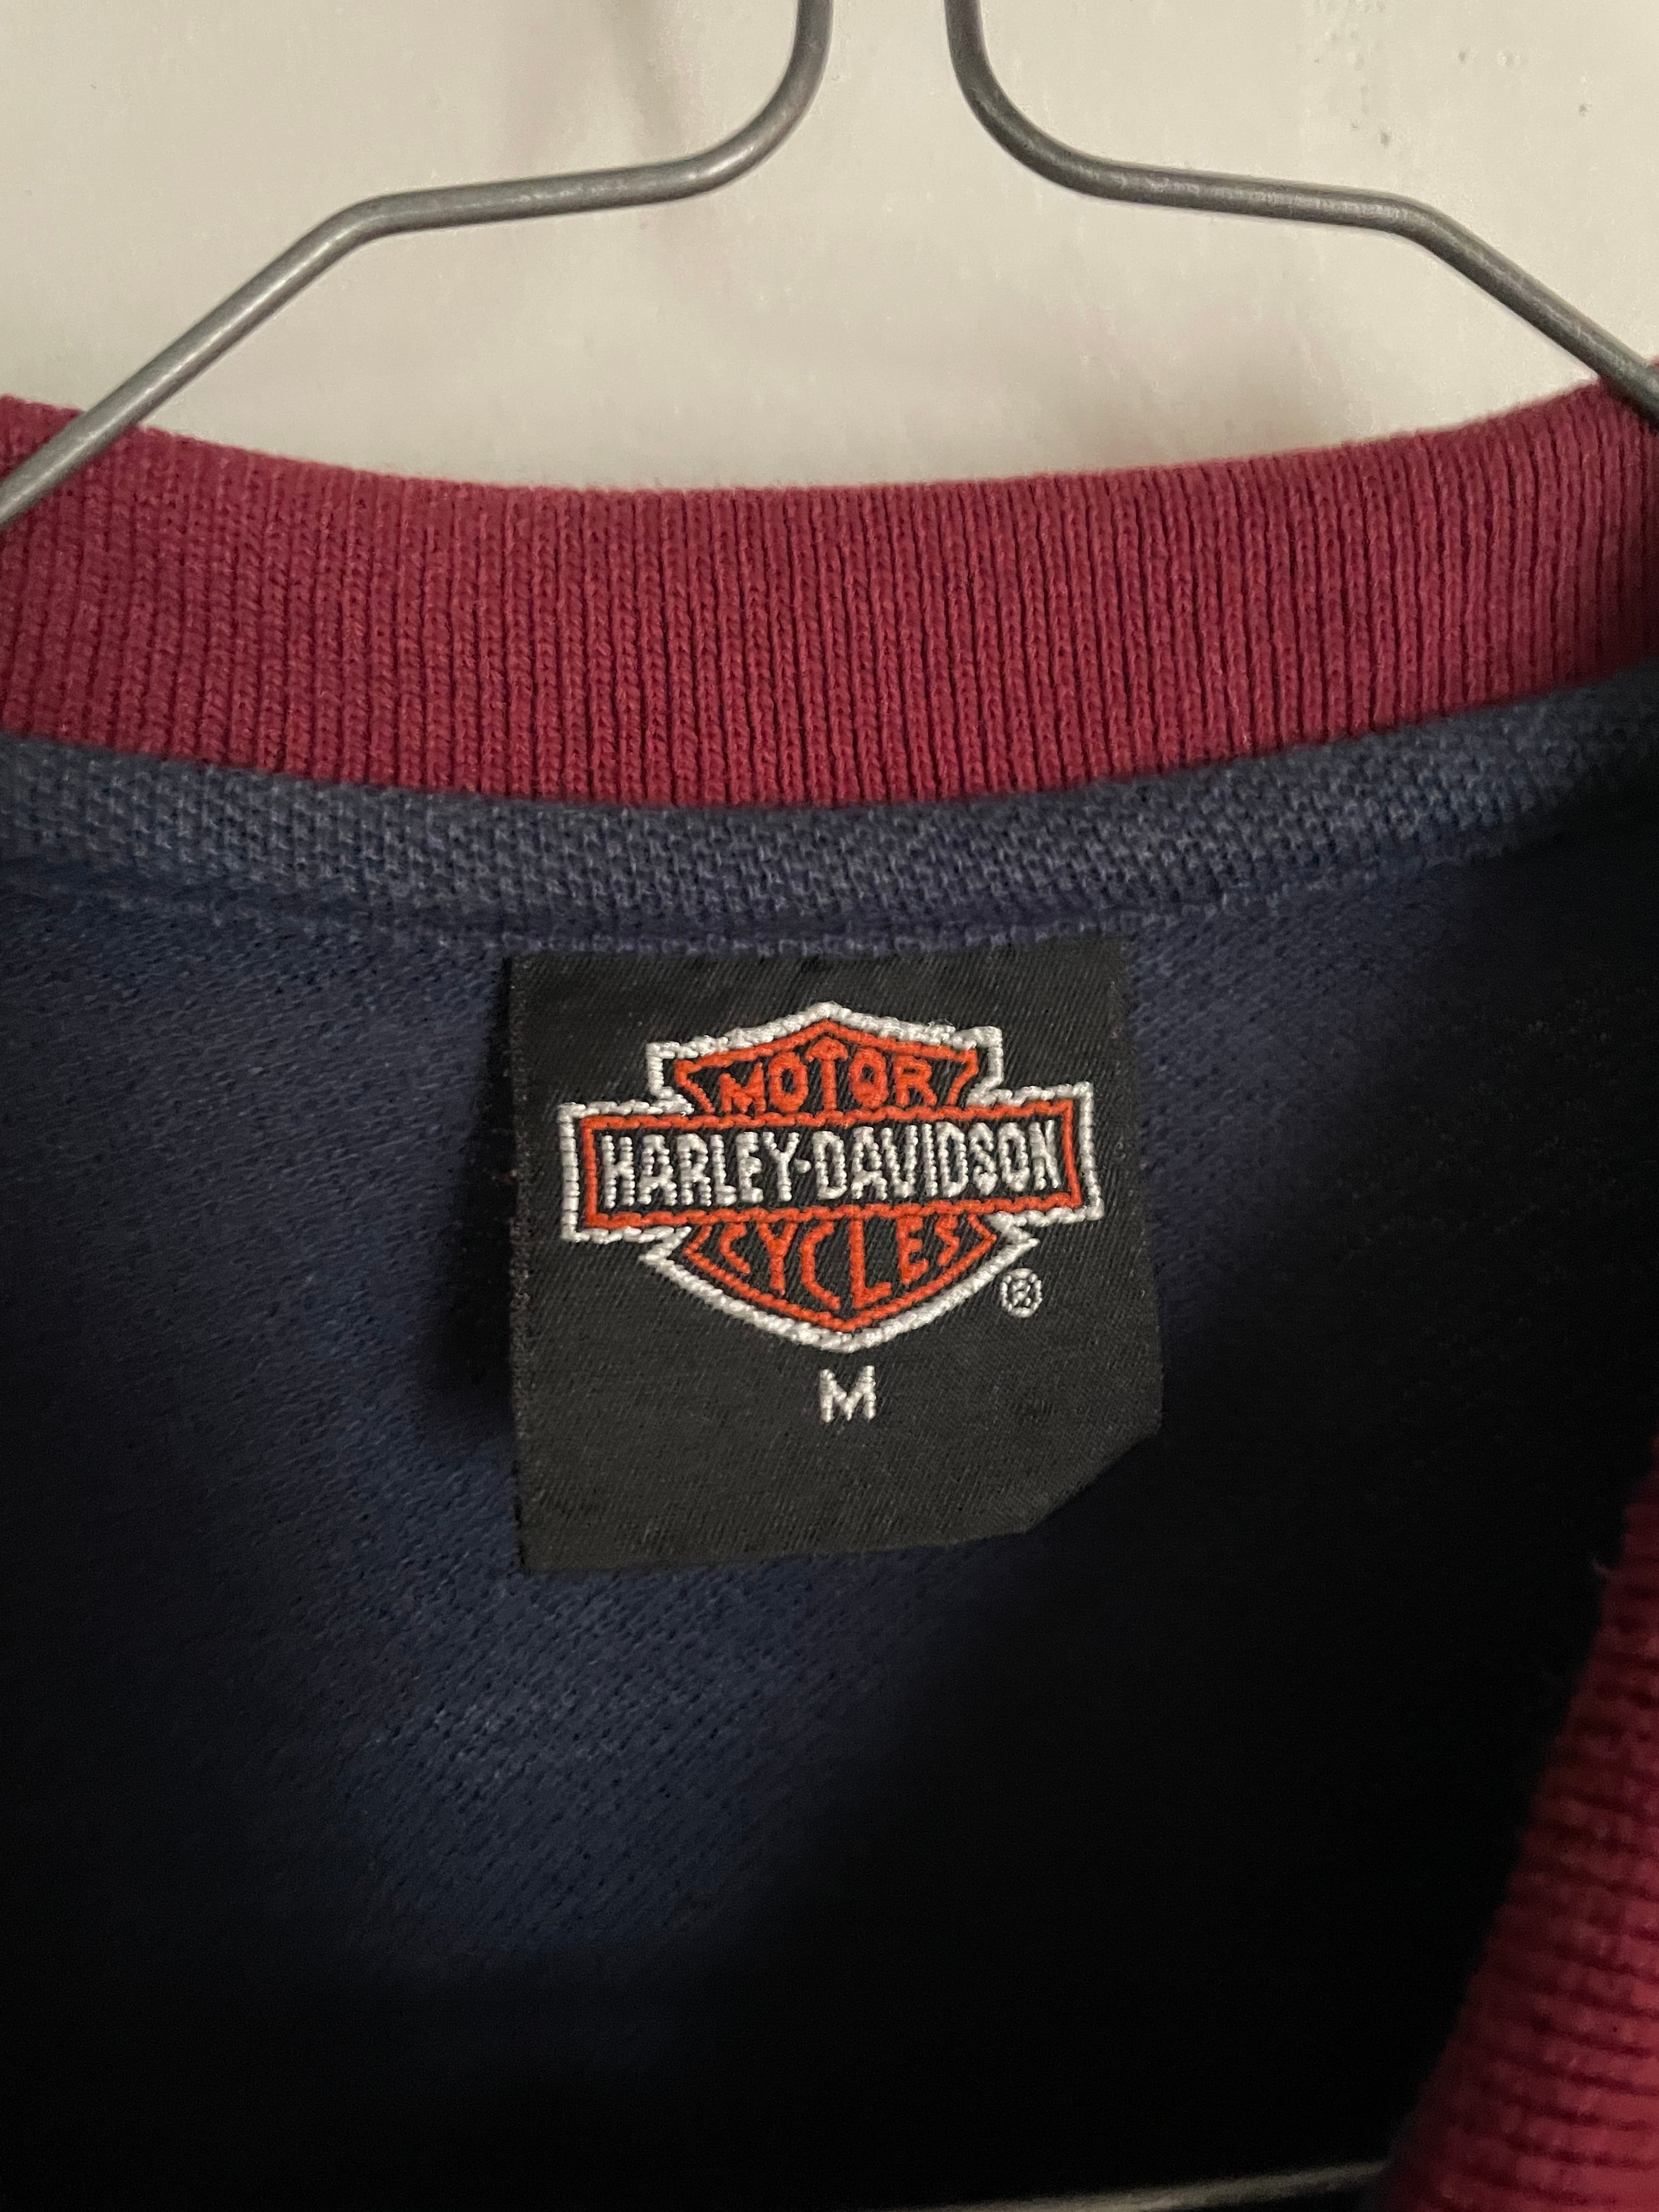 MOTOR
HARLEY-DAVIDSON
CYCLES
®
M